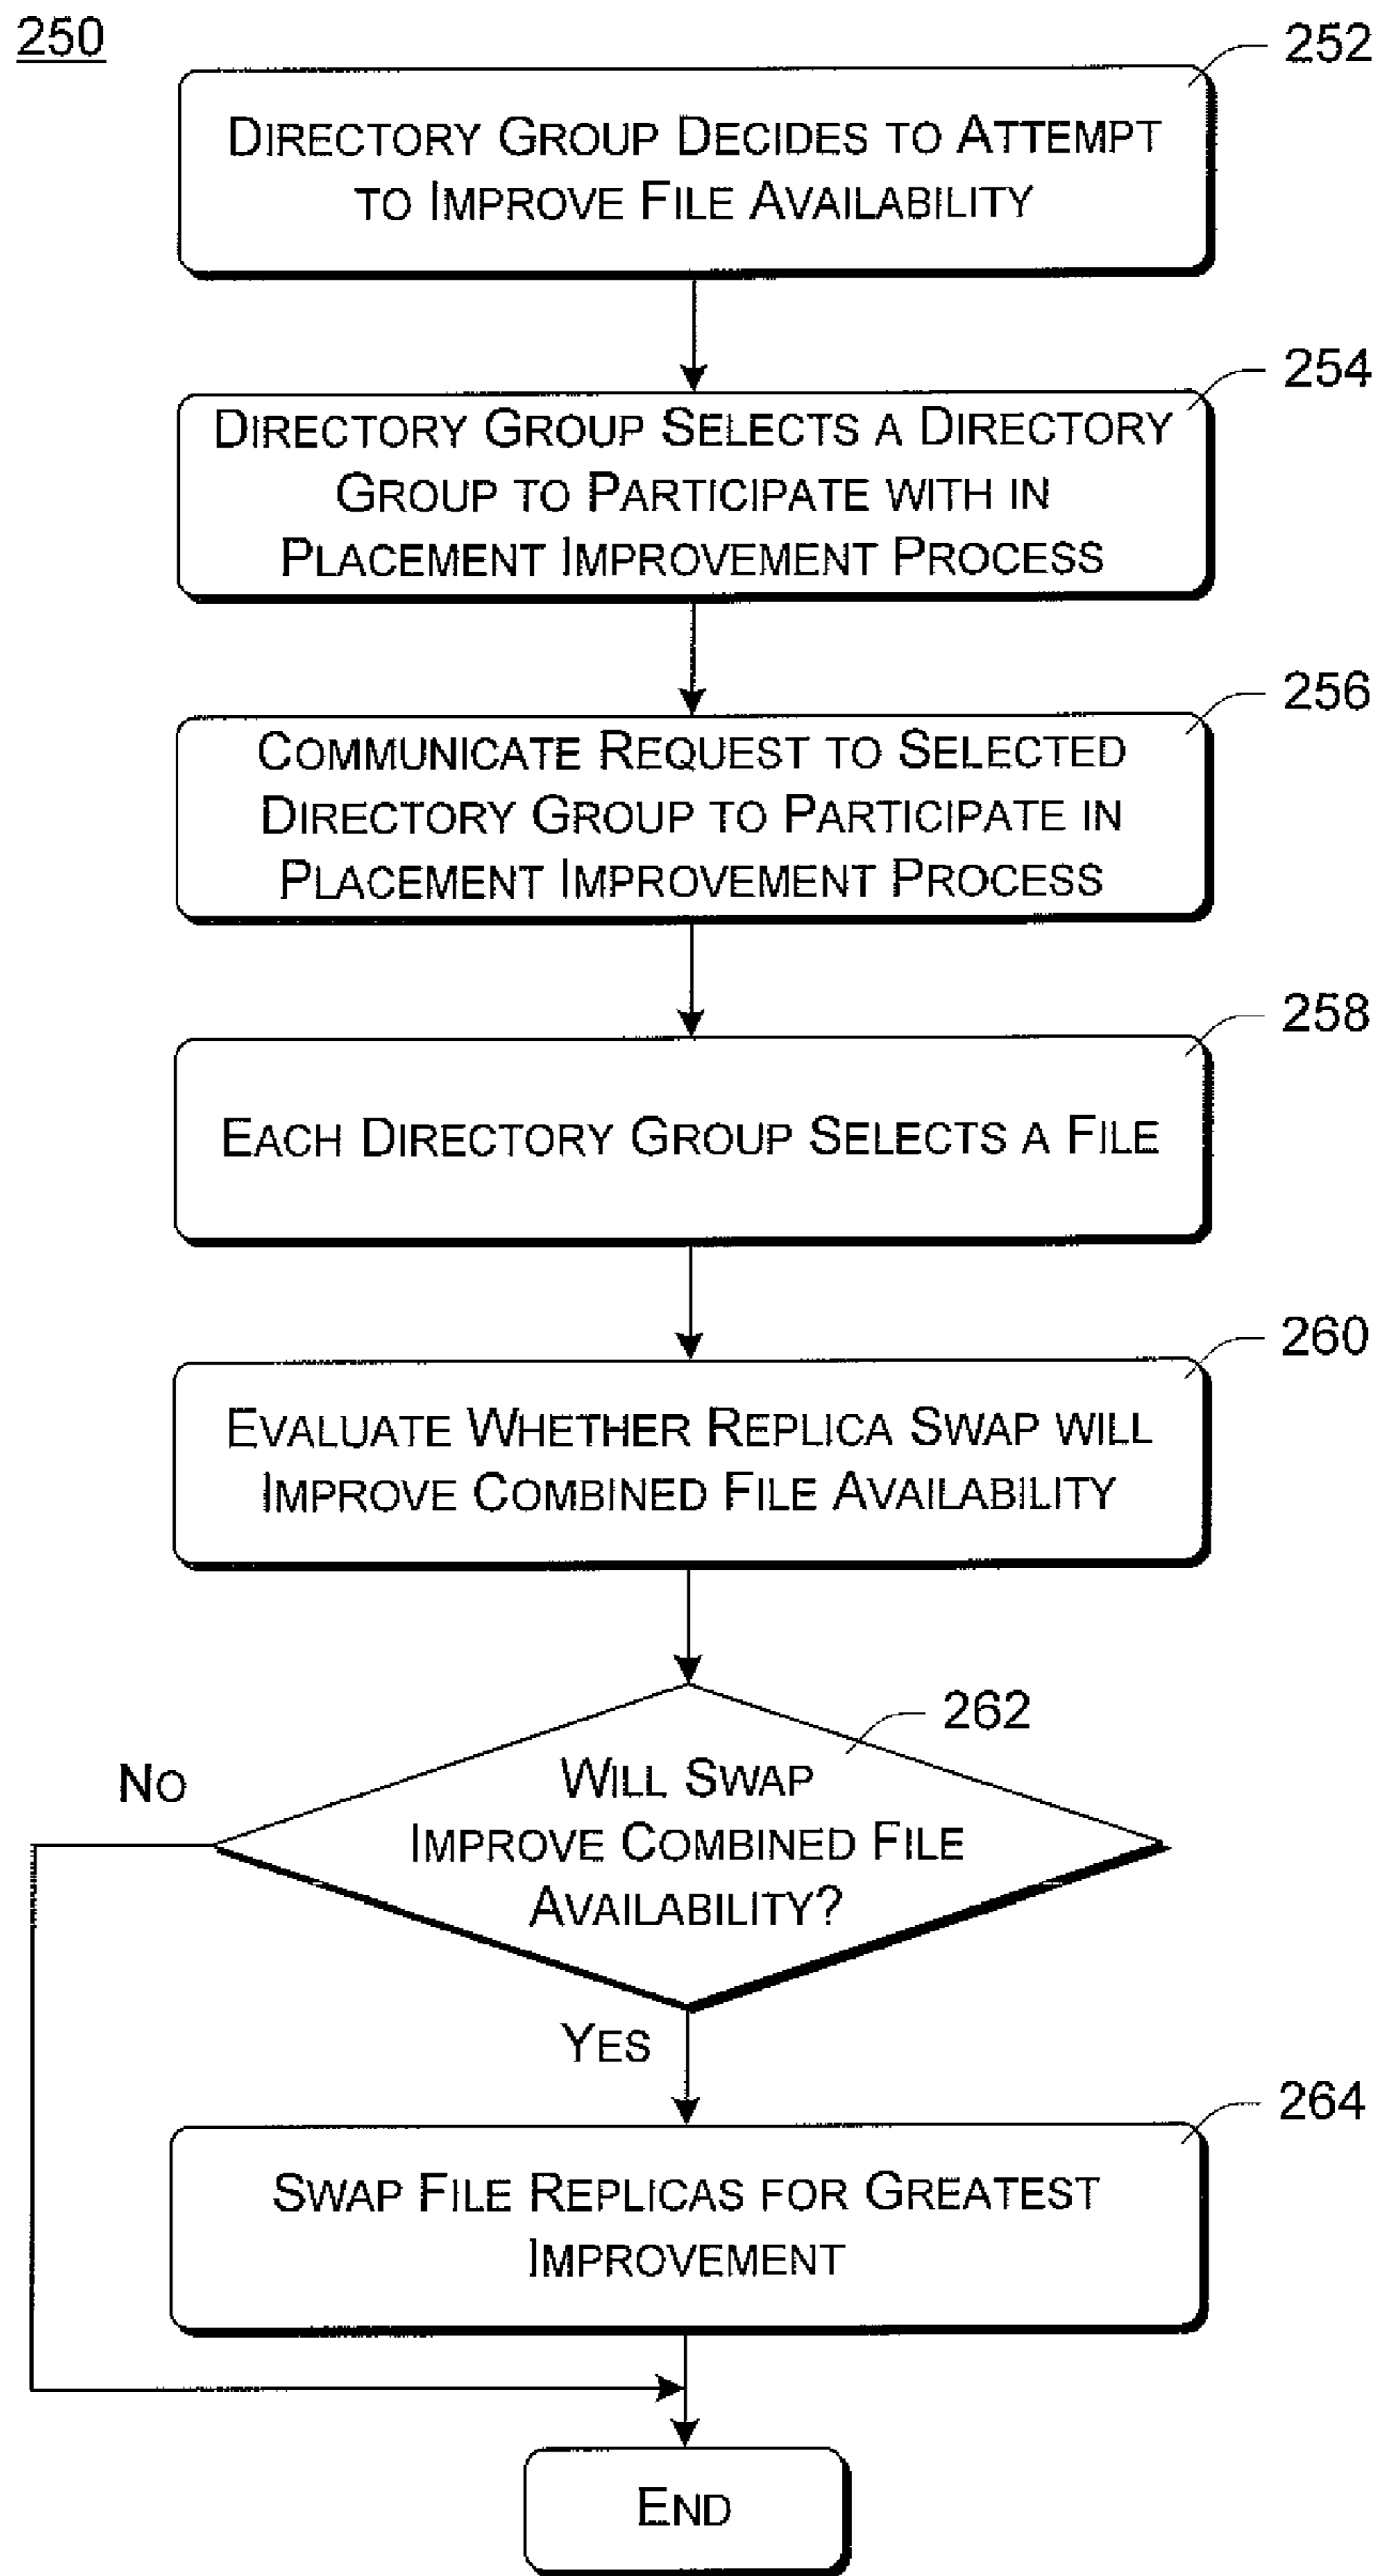 250
252
DIRECTORY GROUP DECIDES TO ATTEMPT
TO IMPROVE FILE AVAILABILITY
254
DIRECTORY GROUP SELECTS A DIRECTORY
GROUP TO PARTICIPATE WITH IN
PLACEMENT IMPROVEMENT PROCESS
256
COMMUNICATE REQUEST TO SELECTED
DIRECTORY GROUP TO PARTICIPATE IN
PLACEMENT IMPROVEMENT PROCESS
258
EACH DIRECTORY GROUP SELECTS A FILE
260
EVALUATE WHETHER REPLICA SWAP WILL
IMPROVE COMBINED FILE AVAILABILITY
262
NO
WILL SWAP
IMPROVE COMBINED FILE
AVAILABILITY?
YES
264
SWAP FILE REPLICAS FOR GREATEST
IMPROVEMENT
END